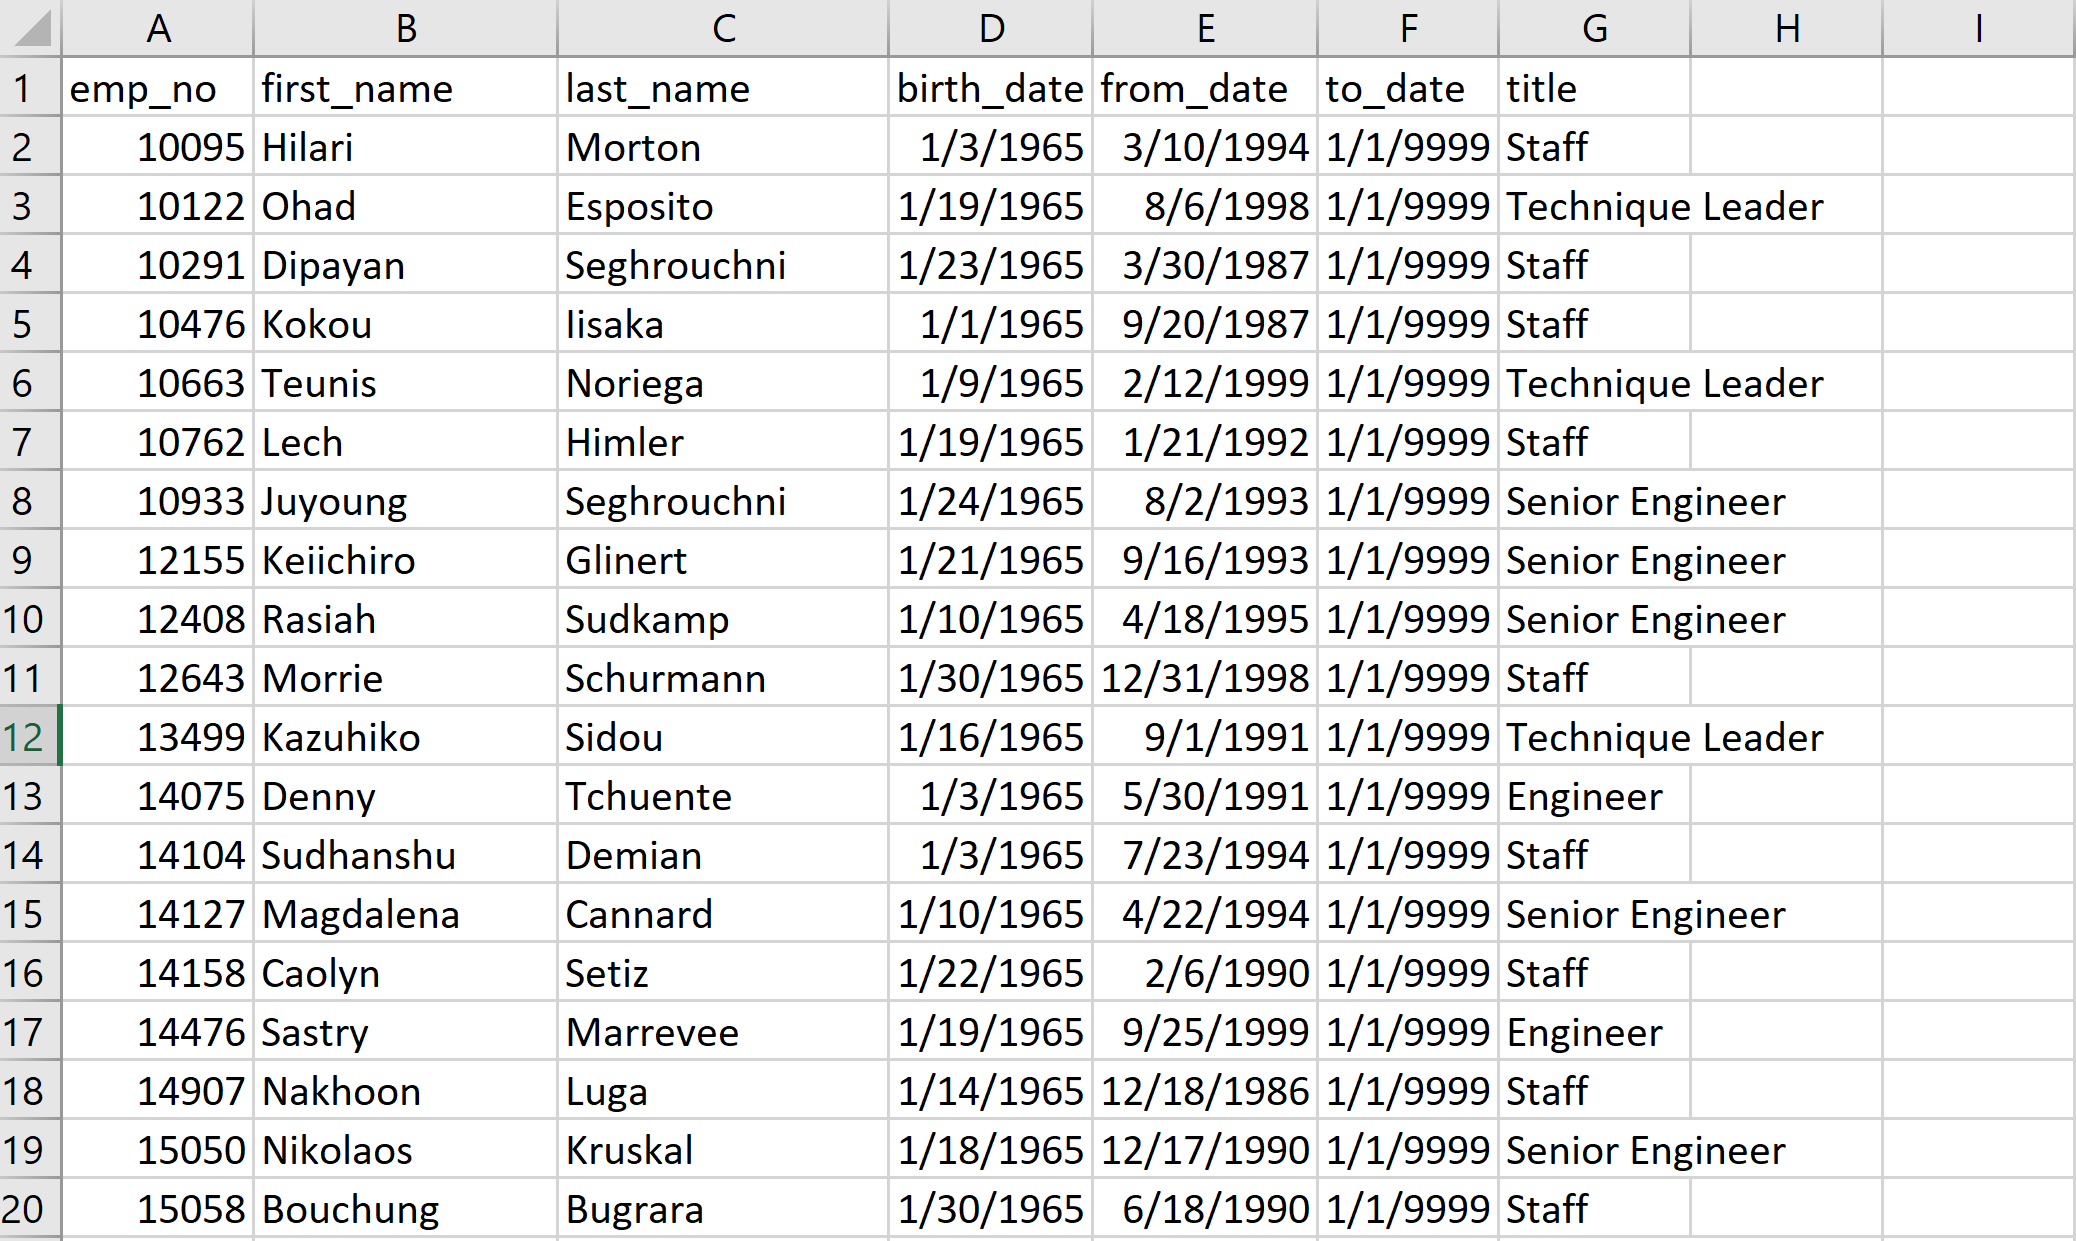 A B C D E F G H I
1 emp_no first_name last_name birth_date from_date to_date title
2 10095 Hilari Morton 1/3/1965 3/10/1994 1/1/9999 Staff
3 10122 Ohad Esposito 1/19/1965 8/6/1998 1/1/9999 Technique Leader
4 10291 Dipayan Seghrouchni 1/23/1965 3/30/1987 1/1/9999 Staff
5 10476 Kokou Iisaka 1/1/1965 9/20/1987 1/1/9999 Staff
6 10663 Teunis Noriega 1/9/1965 2/12/1999 1/1/9999 Technique Leader
7 10762 Lech Himler 1/19/1965 1/21/1992 1/1/9999 Staff
8 10933 Juyoung Seghrouchni 1/24/1965 8/2/1993 1/1/9999 Senior Engineer
9 12155 Keiichiro Glinert 1/21/1965 9/16/1993 1/1/9999 Senior Engineer
10 12408 Rasiah Sudkamp 1/10/1965 4/18/1995 1/1/9999 Senior Engineer
11 12643 Morrie Schurmann 1/30/1965 12/31/1998 1/1/9999 Staff
12 13499 Kazuhiko Sidou 1/16/1965 9/1/1991 1/1/9999 Technique Leader
13 14075 Denny Tchuente 1/3/1965 5/30/1991 1/1/9999 Engineer
14 14104 Sudhanshu Demian 1/3/1965 7/23/1994 1/1/9999 Staff
15 14127 Magdalena Cannard 1/10/1965 4/22/1994 1/1/9999 Senior Engineer
16 14158 Caolyn Setiz 1/22/1965 2/6/1990 1/1/9999 Staff
17 14476 Sastry Marrevee 1/19/1965 9/25/1999 1/1/9999 Engineer
18 14907 Nakhoon Luga 1/14/1965 12/18/1986 1/1/9999 Staff
19 15050 Nikolaos Kruskal 1/18/1965 12/17/1990 1/1/9999 Senior Engineer
20 15058 Bouchung Bugrara 1/30/1965 6/18/1990 1/1/9999 Staff